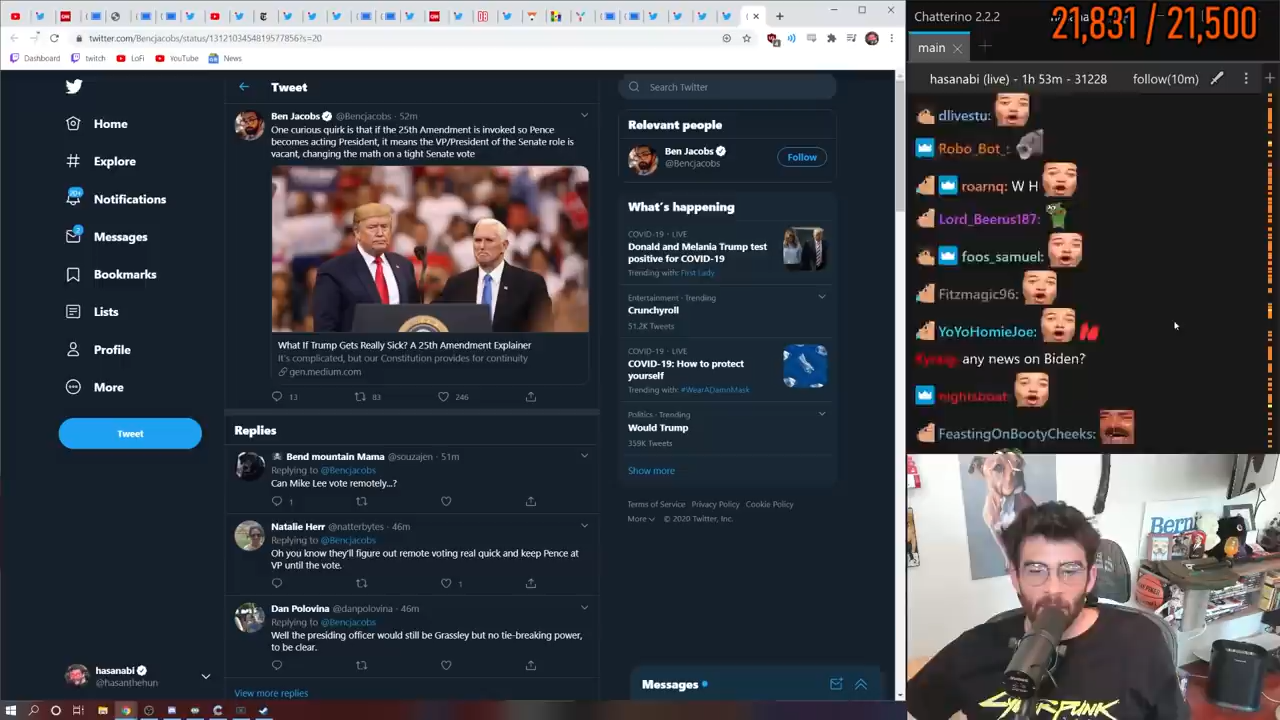 twitter.com/Bencjacobs/status/1312103454819577856?s=20
Dashboard
twitch
LoFi
YouTube
News
Home
Explore
20+
Notifications
2
Messages
Bookmarks
Lists
Profile
More
Tweet
hasanabi
@hasanthehun
Tweet
Ben Jacobs @Bencjacobs · 52m
One curious quirk is that if the 25th Amendment is invoked so Pence
becomes acting President, it means the VP/President of the Senate role is
vacant, changing the math on a tight Senate vote
What If Trump Gets Really Sick? A 25th Amendment Explainer
It's complicated, but our Constitution provides for continuity
gen.medium.com
13 83 246
Replies
Bend mountain Mama @souzajen · 51m
Replying to @Bencjacobs
Can Mike Lee vote remotely...?
1
Natalie Herr @natterbytes · 46m
Replying to @Bencjacobs
Oh you know they'll figure out remote voting real quick and keep Pence at
VP until the vote.
1
Dan Polovina @danpolovina · 46m
Replying to @Bencjacobs
Well the presiding officer would still be Grassley but no tie-breaking power,
to be clear.
View more replies
Search Twitter
Relevant people
Ben Jacobs
@Bencjacobs
Follow
What's happening
COVID-19 · LIVE
Donald and Melania Trump test
positive for COVID-19
Trending with: First Lady
Entertainment · Trending
Crunchyroll
51.2K Tweets
COVID-19 · LIVE
COVID-19: How to protect
yourself
Trending with: #WearADamnMask
Politics · Trending
Would Trump
359K Tweets
Show more
Terms of Service Privacy Policy Cookie Policy
More © 2020 Twitter, Inc.
Messages
Chatterino 2.2.2
21,831 / 21,500
main
hasanabi (live) - 1h 53m - 31228
follow(10m)
dlivestu:
Robo_Bot_:
roarnq: W H
Lord_Beerus187:
foos_samuel:
Fitzmagic96:
YoYoHomieJoe:
any news on Biden?
nightsboat:
FeastingOnBootyCheeks:
Bern
CYBERPUNK